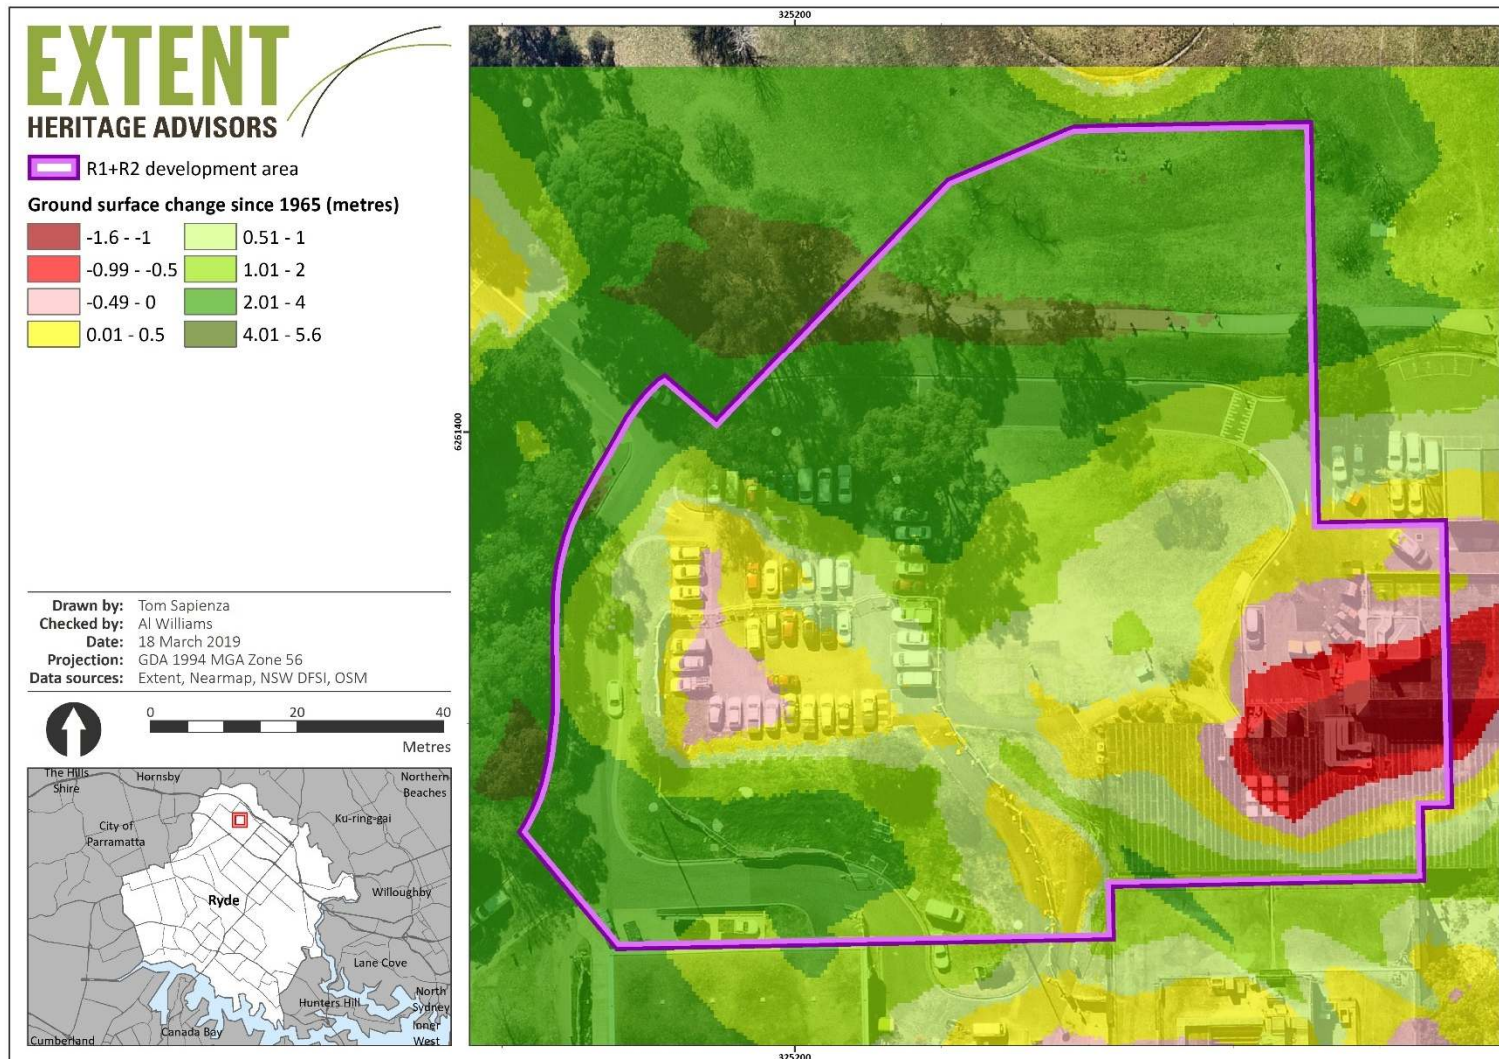 EXTENT
HERITAGE ADVISORS
R1+R2 development area
Ground surface change since 1965 (metres)
-1.6 - -1
0.51 - 1
-0.99 - -0.5
1.01 - 2
-0.49 - 0
2.01 - 4
0.01 - 0.5
4.01 - 5.6
Drawn by: Tom Sapienza
Checked by: Al Williams
Date: 18 March 2019
Projection: GDA 1994 MGA Zone 56
Data sources: Extent, Nearmap, NSW DFSI, OSM
0 20 40
Metres
The Hills
Shire
Hornsby
Northern
Beaches
City of
Parramatta
Ku-ring-gai
Ryde
Willoughby
Lane Cove
Hunters Hill
North
Sydney
Canada Bay
Inner
West
Cumberland
325200
6261400
325200